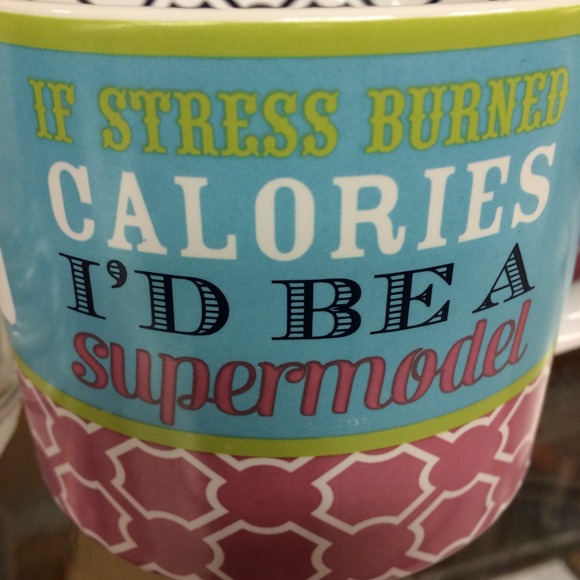 IF STRESS BURNED
CALORIES
I'D BE A
supermodel